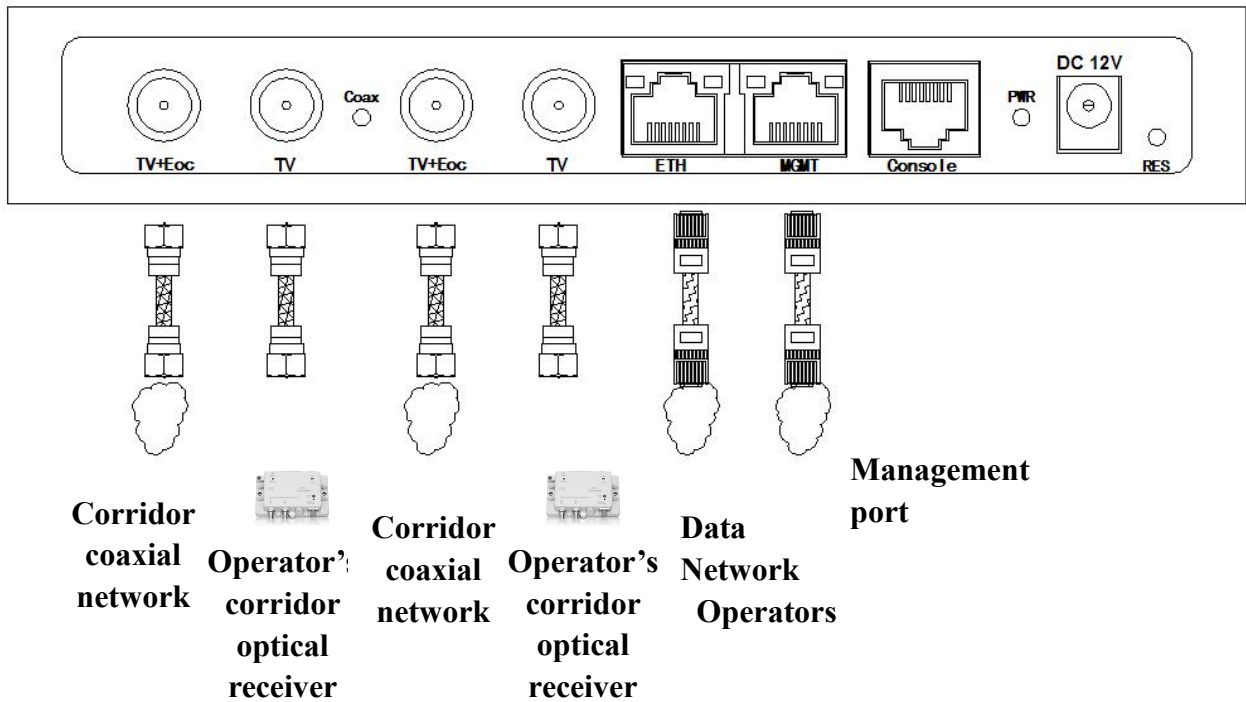 DC 12V
Coax
PWR
TV+Eoc
TV
TV+Eoc
TV
ETH
MGMT
Console
RES
Corridor
coaxial
network
Operator’s
corridor
optical
receiver
Corridor
coaxial
network
Operator’s
corridor
optical
receiver
Data
Network
Operators
Management
port